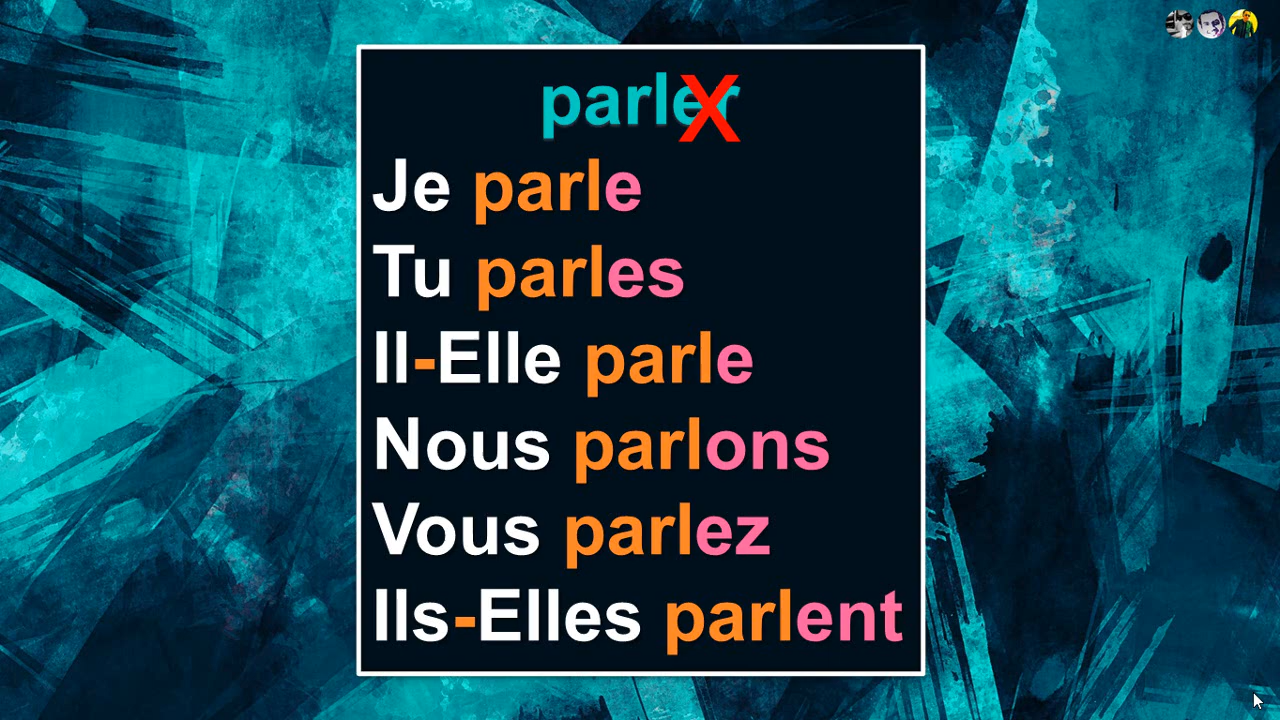 parler
Je parle
Tu parles
Il-Elle parle
Nous parlons
Vous parlez
Ils-Elles parlent